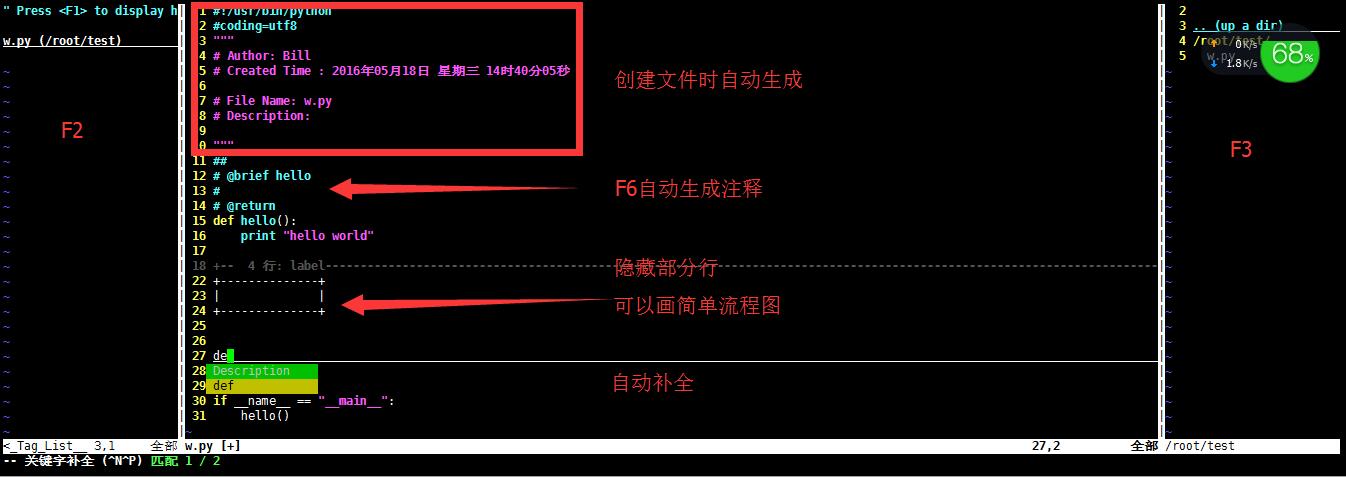 " Press <F1> to display h
w.py (/root/test)
F2
1 #!/usr/bin/python
2 #coding=utf8
3 """
4 # Author: Bill
5 # Created Time : 2016年05月18日 星期三 14时40分05秒
6
7 # File Name: w.py
8 # Description:
9
0 """
创建文件时自动生成
11 ##
12 # @brief hello
13 #
14 # @return
F6自动生成注释
15 def hello():
16     print "hello world"
17
18 +-- 4 行: label
隐藏部分行
22 +--------------+
23 |              |
24 +--------------+
可以画简单流程图
25
26
27 de
28 Description
29 def
自动补全
30 if __name__ == "__main__":
31     hello()
2
3 .. (up a dir)
4 /root/test/
5   w.py
0K/s
1.8K/s
68%
F3
<_Tag_List__ 3,1 全部 w.py [+] 27,2 全部 /root/test
-- 关键字补全 (^N^P) 匹配 1 / 2